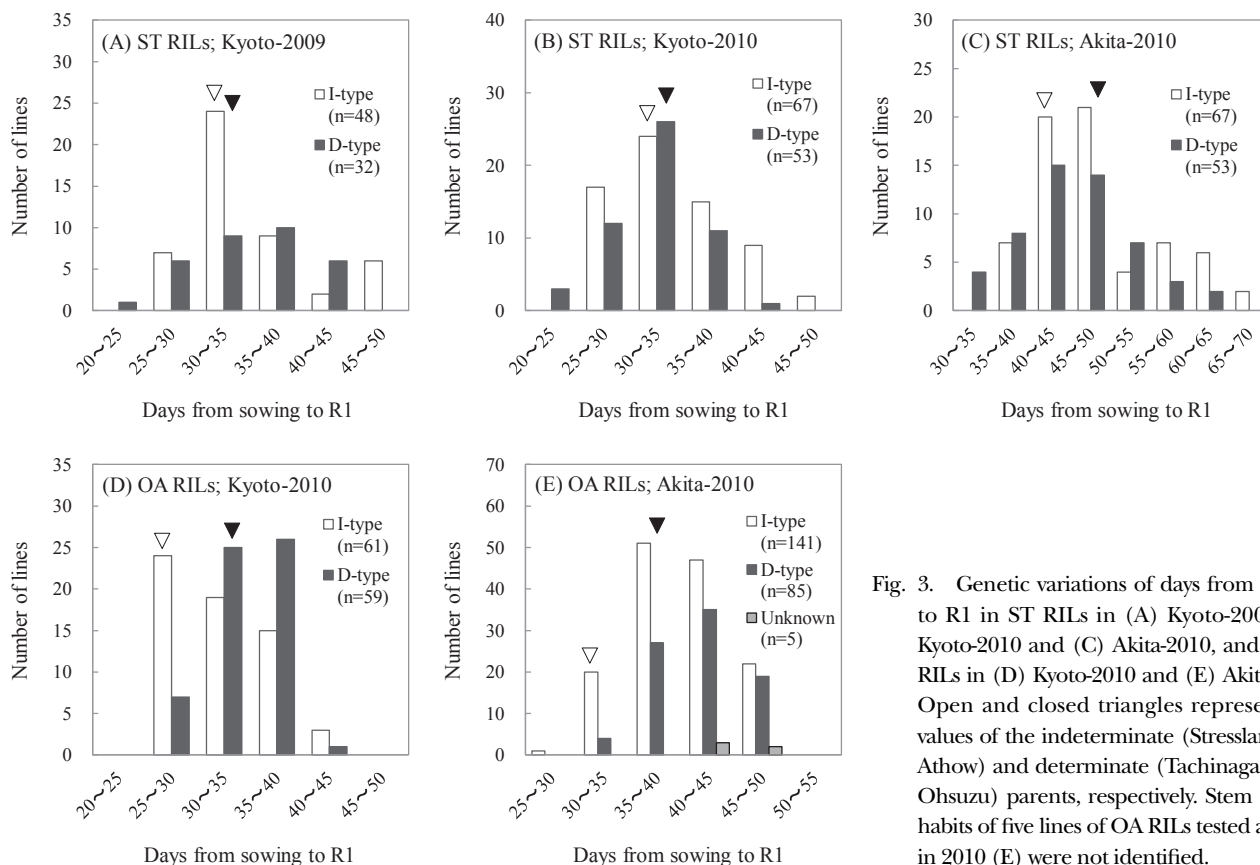 (A) ST RILs; Kyoto-2009
Number of lines
35
30
25
20
15
10
5
0
I-type
(n=48)
D-type
(n=32)
20~25
25~30
30~35
35~40
40~45
45~50
Days from sowing to R1
(B) ST RILs; Kyoto-2010
Number of lines
40
30
20
10
0
I-type
(n=67)
D-type
(n=53)
20~25
25~30
30~35
35~40
40~45
45~50
Days from sowing to R1
(C) ST RILs; Akita-2010
Number of lines
30
25
20
15
10
5
0
I-type
(n=67)
D-type
(n=53)
30~35
35~40
40~45
45~50
50~55
55~60
60~65
65~70
Days from sowing to R1
(D) OA RILs; Kyoto-2010
Number of lines
35
30
25
20
15
10
5
0
I-type
(n=61)
D-type
(n=59)
20~25
25~30
30~35
35~40
40~45
45~50
Days from sowing to R1
(E) OA RILs; Akita-2010
Number of lines
70
60
50
40
30
20
10
0
I-type
(n=141)
D-type
(n=85)
Unknown
(n=5)
25~30
30~35
35~40
40~45
45~50
50~55
Days from sowing to R1
Fig. 3. Genetic variations of days from
to R1 in ST RILs in (A)
Kyoto-2010 and (C) Akita-2010, and
RILs in (D) Kyoto-2010 and (E)
Open and closed triangles
values of the indeterminate
Athow) and determinate
Ohsuzu) parents, respectively. Stem
habits of five lines of OA RILs tested
in 2010 (E) were not identified.